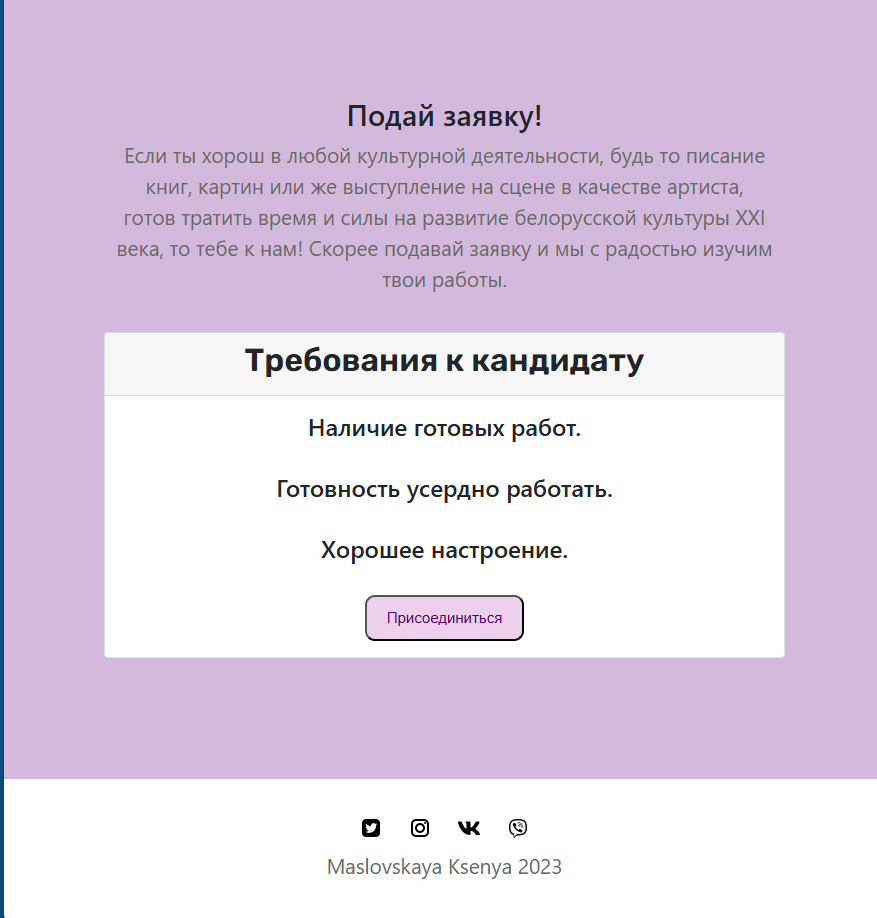 Подай заявку!
Если ты хорош в любой культурной деятельности, будь то писание
книг, картин или же выступление на сцене в качестве артиста,
готов тратить время и силы на развитие белорусской культуры XXI
века, то тебе к нам! Скорее подавай заявку и мы с радостью изучим
твои работы.
Требования к кандидату
Наличие готовых работ.
Готовность усердно работать.
Хорошее настроение.
Присоединиться
Maslovskaya Ksenya 2023